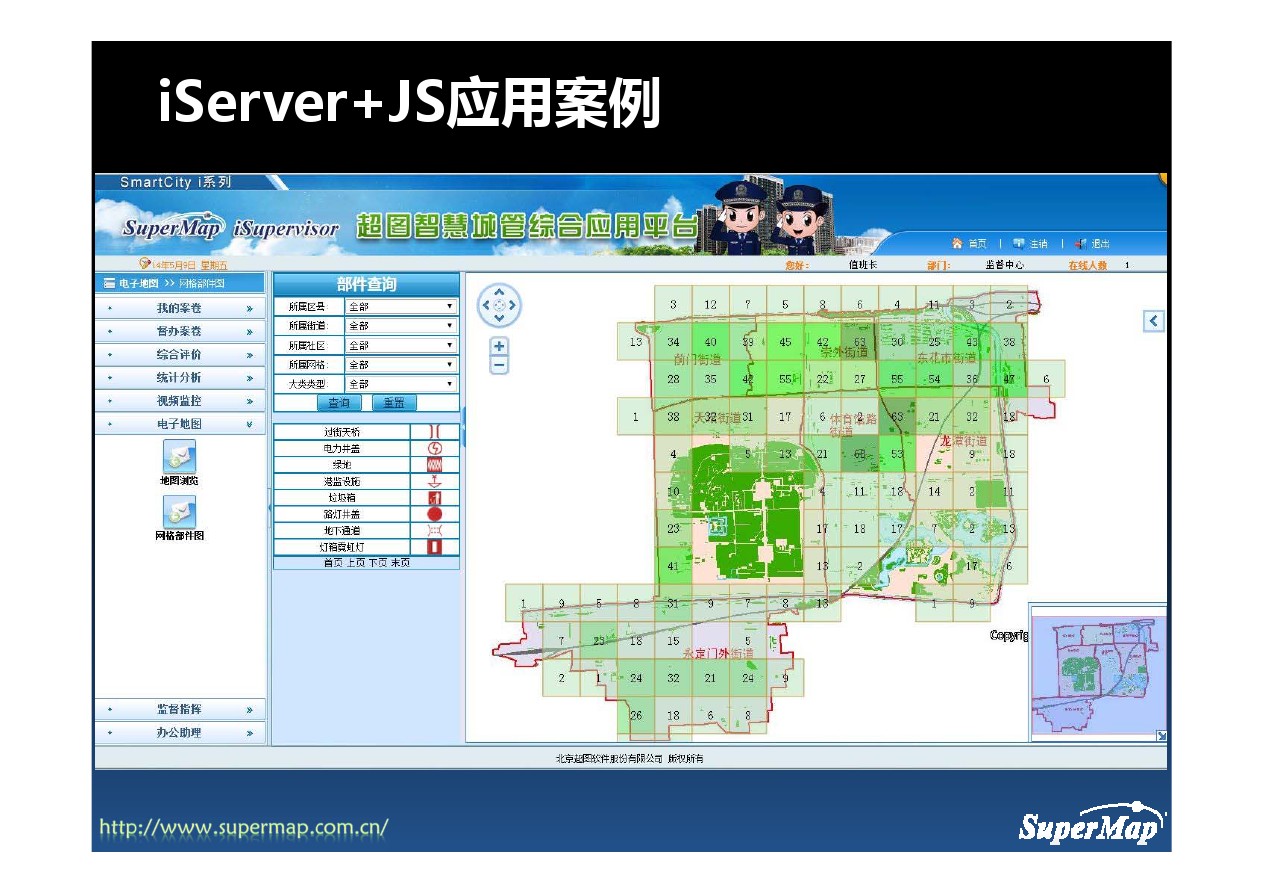 iServer+JS应用案例
SmartCity i系列
SuperMap iSupervisor 超图智慧城管综合应用平台
首页 | 注销 | 退出
14年5月9日 星期五 您好: 值班长 部门: 监督中心 在线人数 1
电子地图 >> 网格部件图
我的案卷
督办案卷
综合评价
统计分析
视频监控
电子地图
地图浏览
网格部件图
监督指挥
办公助理
部件查询
所属区县: 全部
所属街道: 全部
所属社区: 全部
所属网格: 全部
大类类型: 全部
查询 重置
过街天桥
电力井盖
绿地
港监设施
垃圾箱
路灯井盖
地下通道
灯箱霓虹灯
首页 上页 下页 末页
3 12 7 5 8 6 4 11 3 2
13 34 40 39 45 42 63 30 25 43 38
前门街道 崇外街道 东花市街道
28 35 42 55 22 27 55 54 36 47 6
1 38 32 31 17 6 2 63 21 32 18
天坛街道 体育馆路
街道 龙潭街道
4 5 13 21 68 53 9 18
10 4 11 18 14 2 11
23 17 18 17 7 2 13
41 13 2 17 6
1 9 5 8 31 9 7 8 13 1 9
7 23 18 15 5
永定门外街道
2 1 24 32 21 24 9
26 18 6 8
Copyrig
北京超图软件股份有限公司 版权所有
http://www.supermap.com.cn/
SuperMap